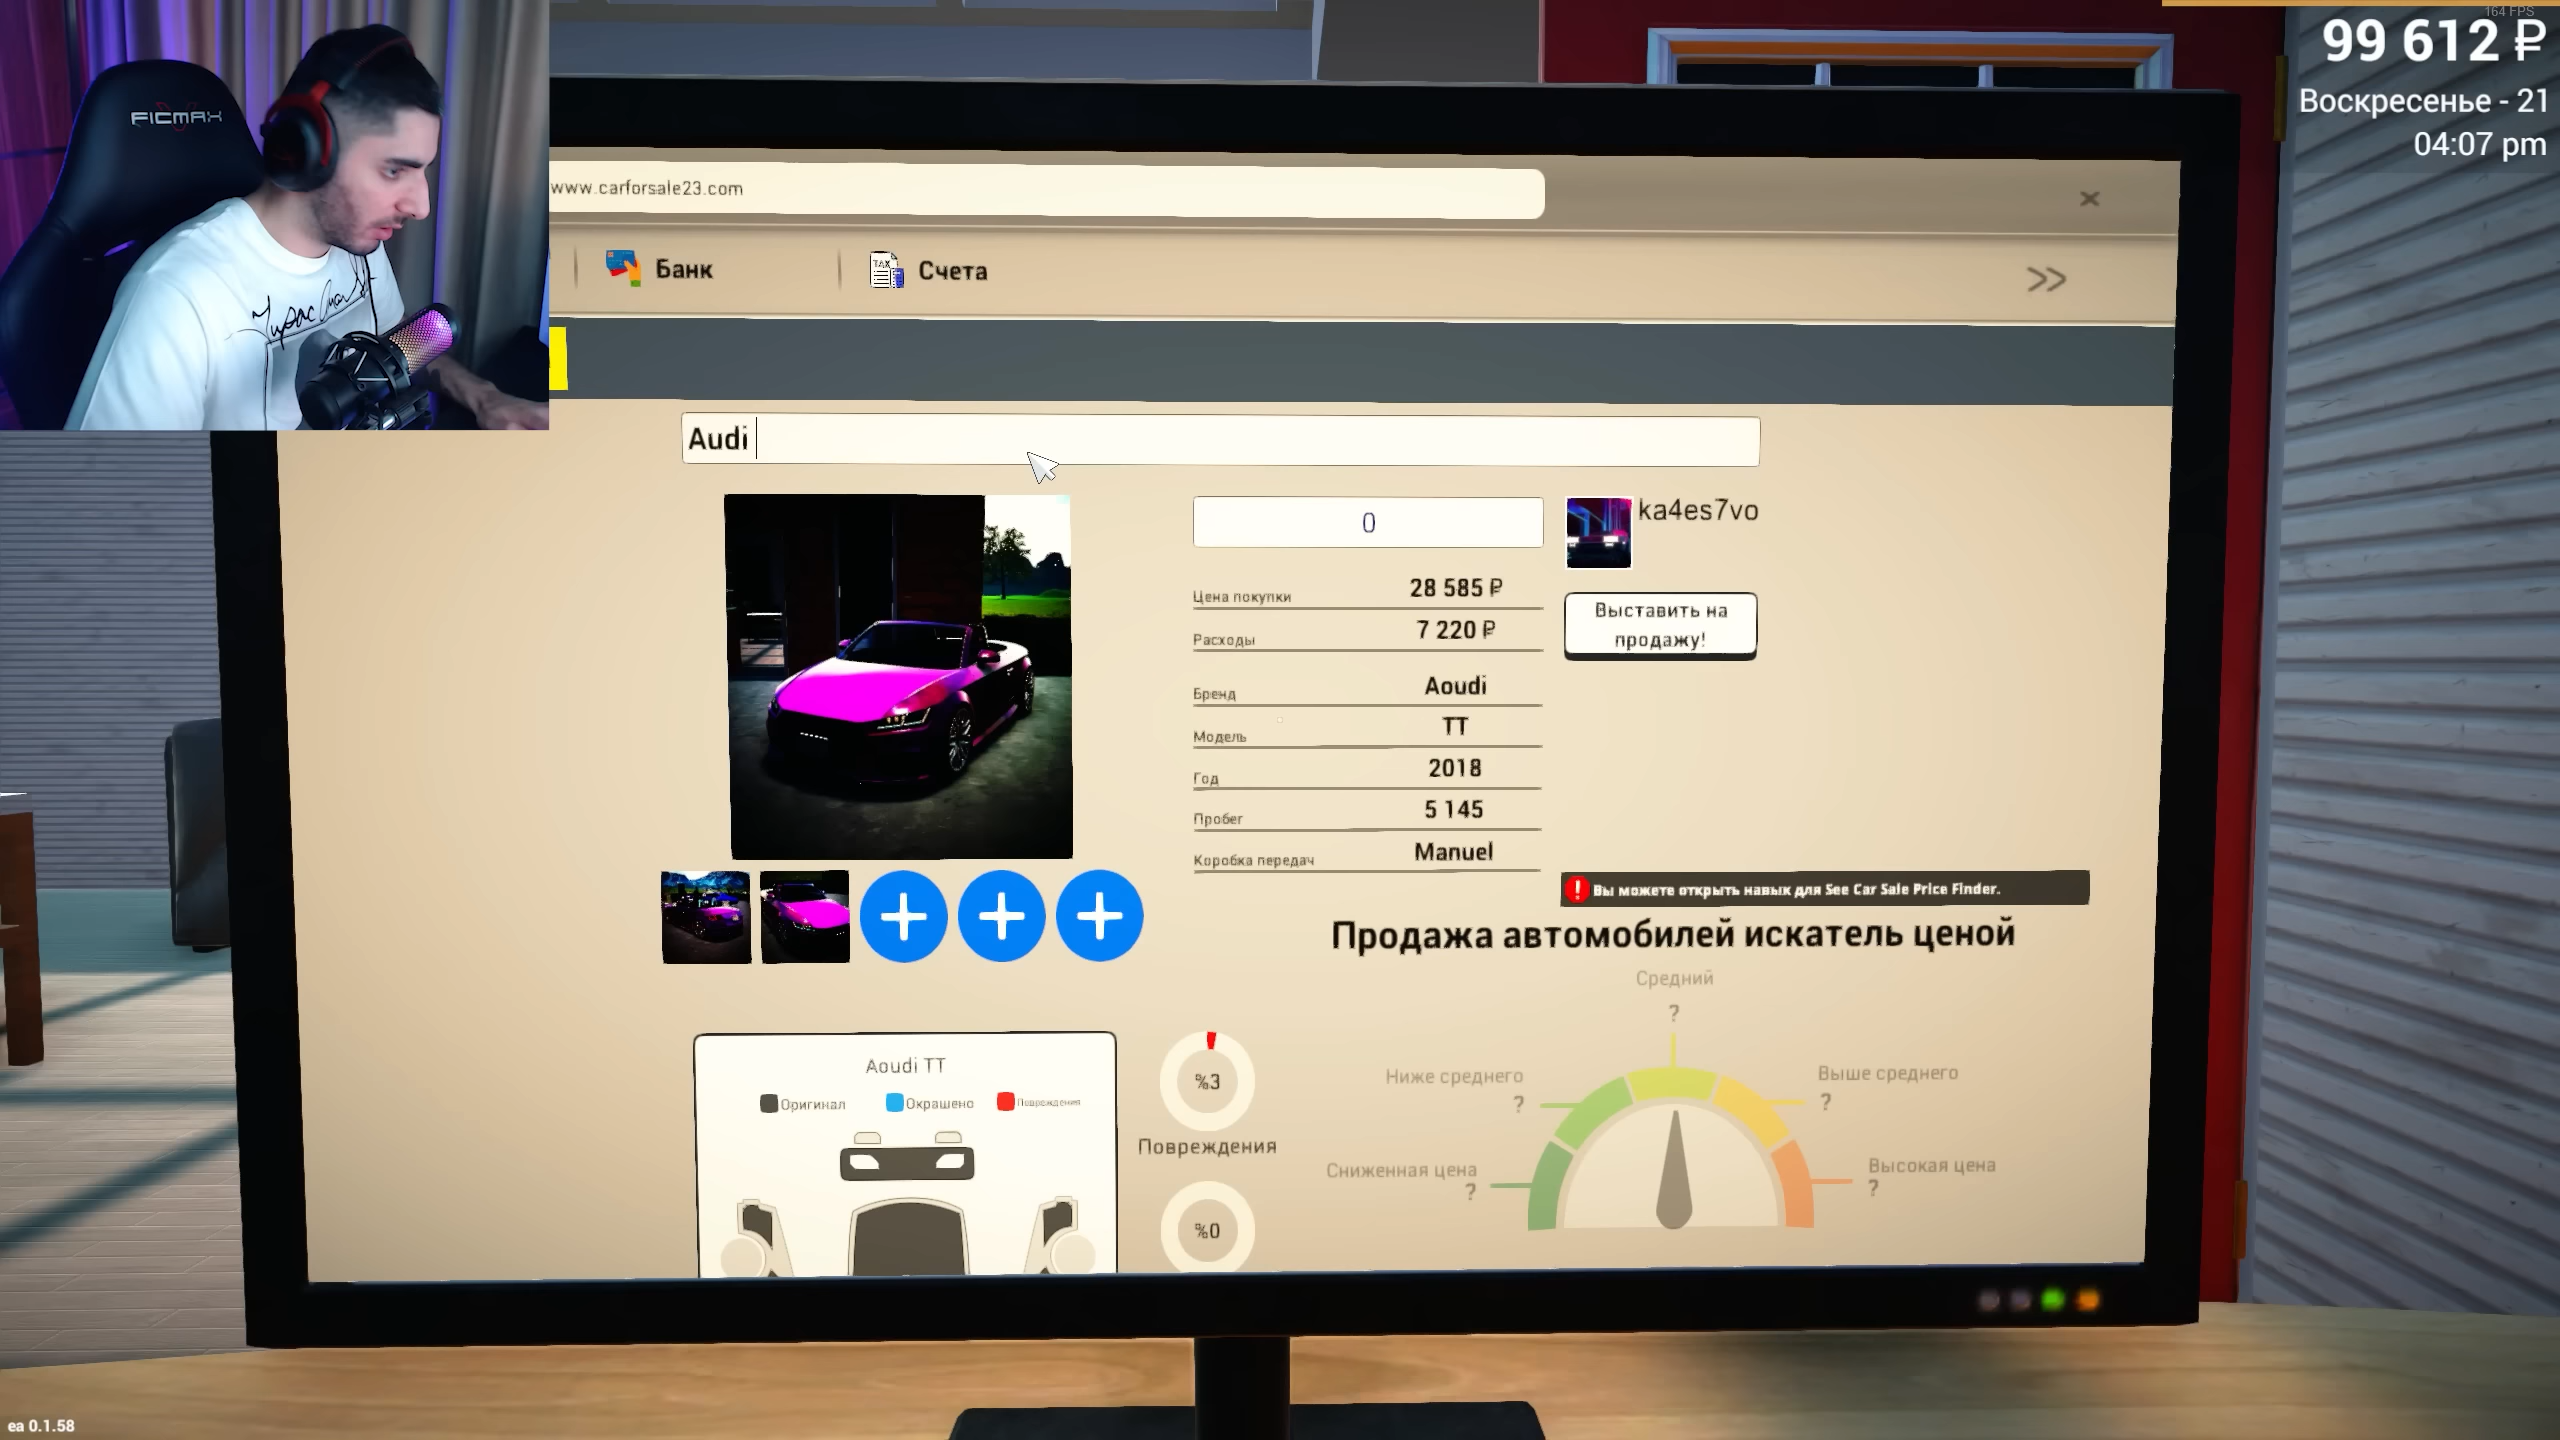 164 FPS
99 612 ₽
Воскресенье - 21
04:07 pm
FICMAX
www.carforsale23.com
Банк
TAX
Счета
Audi
0
ka4es7vo
Цена покупки 28 585 ₽
Расходы 7 220 ₽
Выставить на
продажу!
Бренд Aoudi
Модель TT
Год 2018
Пробег 5 145
Коробка передач Manuel
Вы можете открыть навык для See Car Sale Price Finder.
Продажа автомобилей искатель ценой
Средний
?
Ниже среднего
?
Выше среднего
?
Сниженная цена
?
Высокая цена
?
Aoudi TT
Оригинал Окрашено Повреждения
%3
Повреждения
%0
ea 0.1.58